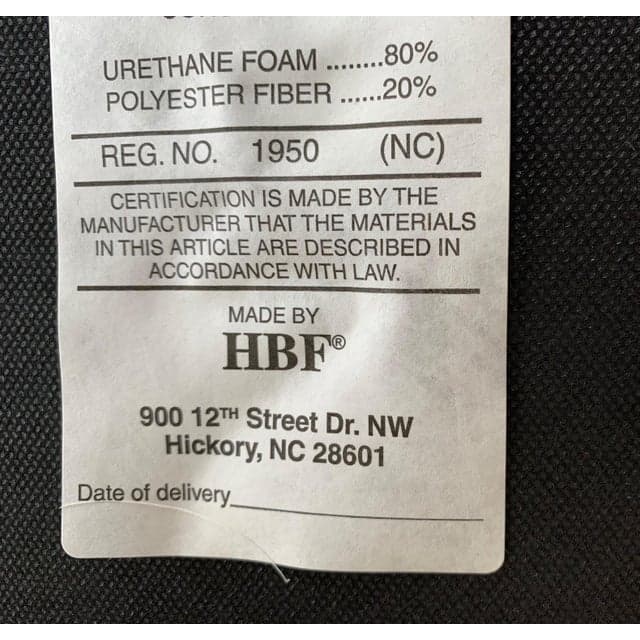 URETHANE FOAM ........80%
POLYESTER FIBER ......20%
REG. NO. 1950 (NC)
CERTIFICATION IS MADE BY THE
MANUFACTURER THAT THE MATERIALS
IN THIS ARTICLE ARE DESCRIBED IN
ACCORDANCE WITH LAW.
MADE BY
HBF®
900 12TH Street Dr. NW
Hickory, NC 28601
Date of delivery